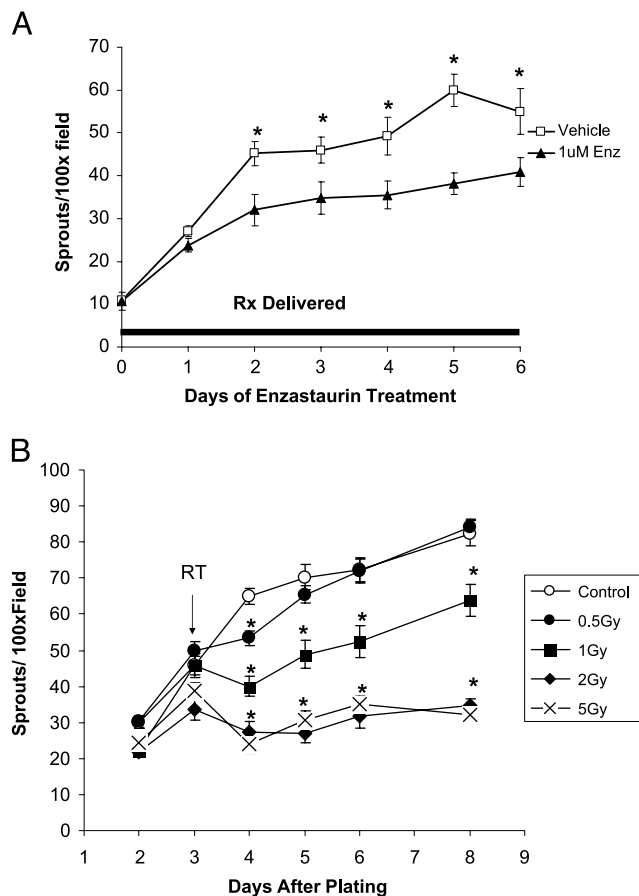 A
70
60
50
40
30
20
10
0
Sprouts/100x field
* * * * *
Vehicle
1uM Enz
Rx Delivered
0 1 2 3 4 5 6
Days of Enzastaurin Treatment
B
100
90
80
70
60
50
40
30
20
10
0
Sprouts/ 100xField
RT
* * * *
* * *
* * * *
Control
0.5Gy
1Gy
2Gy
5Gy
1 2 3 4 5 6 7 8 9
Days After Plating